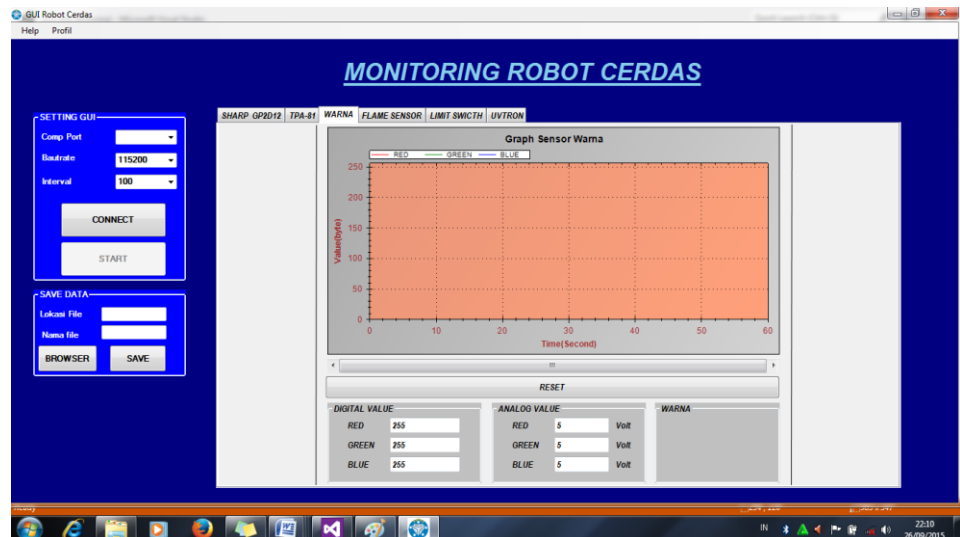 GUI Robot Cerdas
Help Profil
MONITORING ROBOT CERDAS
SETTING GUI
Comp Port
Bautrate 115200
Interval 100
CONNECT
START
SAVE DATA
Lokasi File
Nama file
BROWSER SAVE
SHARP GP2D12 TPA-81 WARNA FLAME SENSOR LIMIT SWICTH UVTRON
Graph Sensor Warna
RED GREEN BLUE
Value(byte)
250
200
150
100
50
0
0 10 20 30 40 50 60
Time(Second)
RESET
DIGITAL VALUE
RED 255
GREEN 255
BLUE 255
ANALOG VALUE
RED 5 Volt
GREEN 5 Volt
BLUE 5 Volt
WARNA
Ready
IN
22:10
26/09/2015